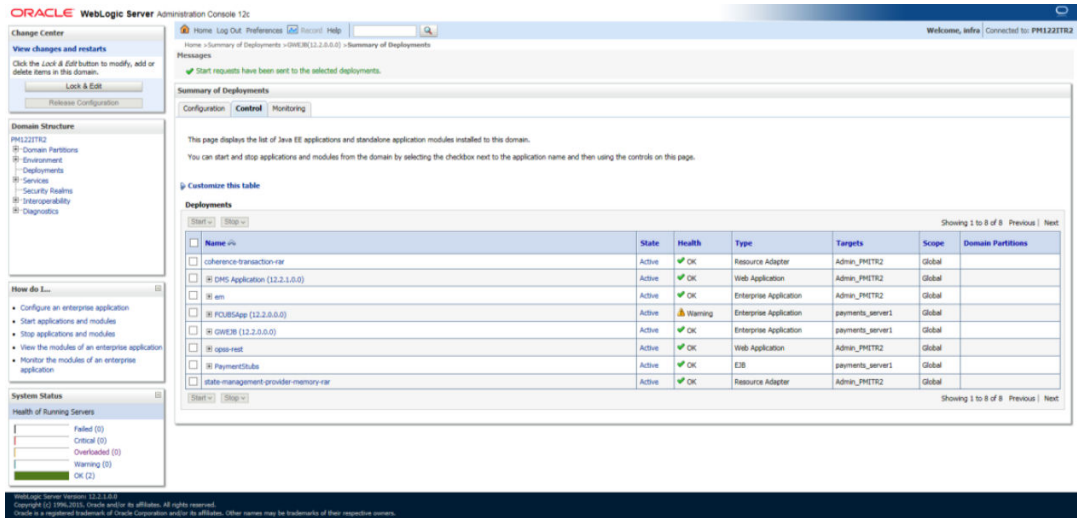 ORACLE WebLogic Server Administration Console 12c
Change Center
View changes and restarts
Click the Lock & Edit button to modify, add or
delete items in this domain.
Lock & Edit
Release Configuration
Domain Structure
PM122ITR2
Domain Partitions
Environment
Deployments
Services
Security Realms
Interoperability
Diagnostics
How do I...
Configure an enterprise application
Start applications and modules
Stop applications and modules
View the modules of an enterprise application
Monitor the modules of an enterprise
application
System Status
Health of Running Servers
Failed (0)
Critical (0)
Overloaded (0)
Warning (0)
OK (2)
Home Log Out Preferences Record Help
Welcome, infra Connected to: PM122ITR2
Home >Summary of Deployments >GWEJB(12.2.0.0.0) >Summary of Deployments
Messages
Start requests have been sent to the selected deployments.
Summary of Deployments
Configuration Control Monitoring
This page displays the list of Java EE applications and standalone application modules installed to this domain.
You can start and stop applications and modules from the domain by selecting the checkbox next to the application name and then using the controls on this page.
Customize this table
Deployments
Start Stop Showing 1 to 8 of 8 Previous | Next
Name State Health Type Targets Scope Domain Partitions
coherence-transaction-rar Active OK Resource Adapter Admin_PMITR2 Global
DMS Application (12.2.1.0.0) Active OK Web Application Admin_PMITR2 Global
em Active OK Enterprise Application Admin_PMITR2 Global
FCUBSApp (12.2.0.0.0) Active Warning Enterprise Application payments_server1 Global
GWEJB (12.2.0.0.0) Active OK Enterprise Application payments_server1 Global
opss-rest Active OK Web Application Admin_PMITR2 Global
PaymentStubs Active OK EJB payments_server1 Global
state-management-provider-memory-rar Active OK Resource Adapter Admin_PMITR2 Global
Start Stop Showing 1 to 8 of 8 Previous | Next
WebLogic Server Version: 12.2.1.0.0
Copyright (c) 1996,2015, Oracle and/or its affiliates. All rights reserved.
Oracle is a registered trademark of Oracle Corporation and/or its affiliates. Other names may be trademarks of their respective owners.